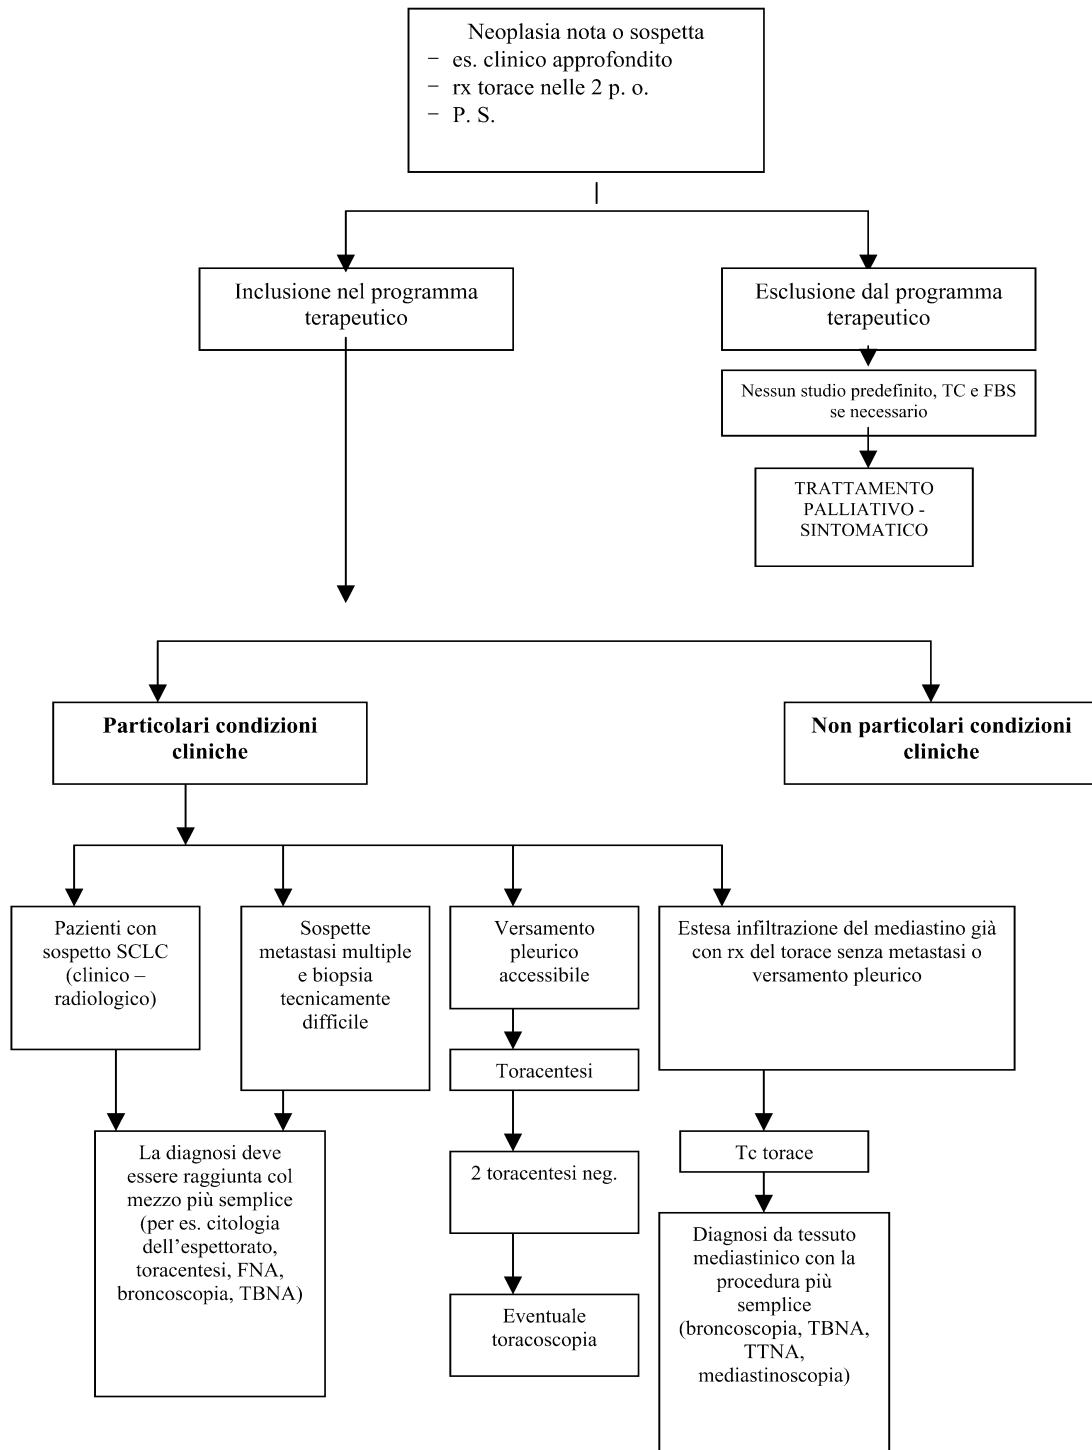 Neoplasia nota o sospetta
− es. clinico approfondito
− rx torace nelle 2 p. o.
− P. S.
Inclusione nel programma
terapeutico
Esclusione dal programma
terapeutico
Nessun studio predefinito, TC e FBS
se necessario
TRATTAMENTO
PALLIATIVO -
SINTOMATICO
Particolari condizioni
cliniche
Non particolari condizioni
cliniche
Pazienti con
sospetto SCLC
(clinico –
radiologico)
Sospette
metastasi multiple
e biopsia
tecnicamente
difficile
Versamento
pleurico
accessibile
Estesa infiltrazione del mediastino già
con rx del torace senza metastasi o
versamento pleurico
Toracentesi
La diagnosi deve
essere raggiunta col
mezzo più semplice
(per es. citologia
dell’espettorato,
toracentesi, FNA,
broncoscopia, TBNA)
2 toracentesi neg.
Tc torace
Eventuale
toracoscopia
Diagnosi da tessuto
mediastinico con la
procedura più
semplice
(broncoscopia, TBNA,
TTNA,
mediastinoscopia)